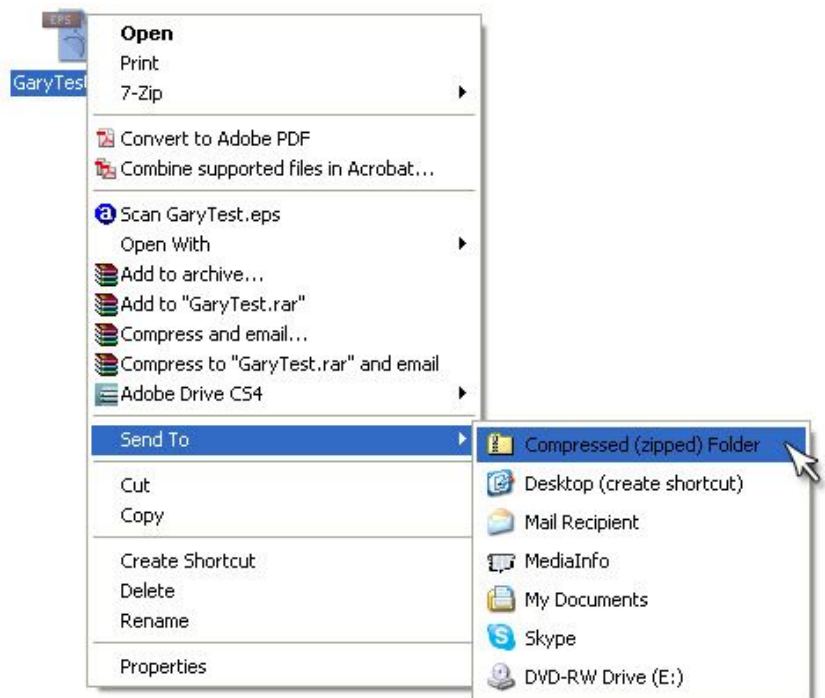 EPS
GaryTest
Open
Print
7-Zip
Convert to Adobe PDF
Combine supported files in Acrobat...
Scan GaryTest.eps
Open With
Add to archive...
Add to "GaryTest.rar"
Compress and email...
Compress to "GaryTest.rar" and email
Adobe Drive CS4
Send To
Cut
Copy
Create Shortcut
Delete
Rename
Properties
Compressed (zipped) Folder
Desktop (create shortcut)
Mail Recipient
MediaInfo
My Documents
Skype
DVD-RW Drive (E:)